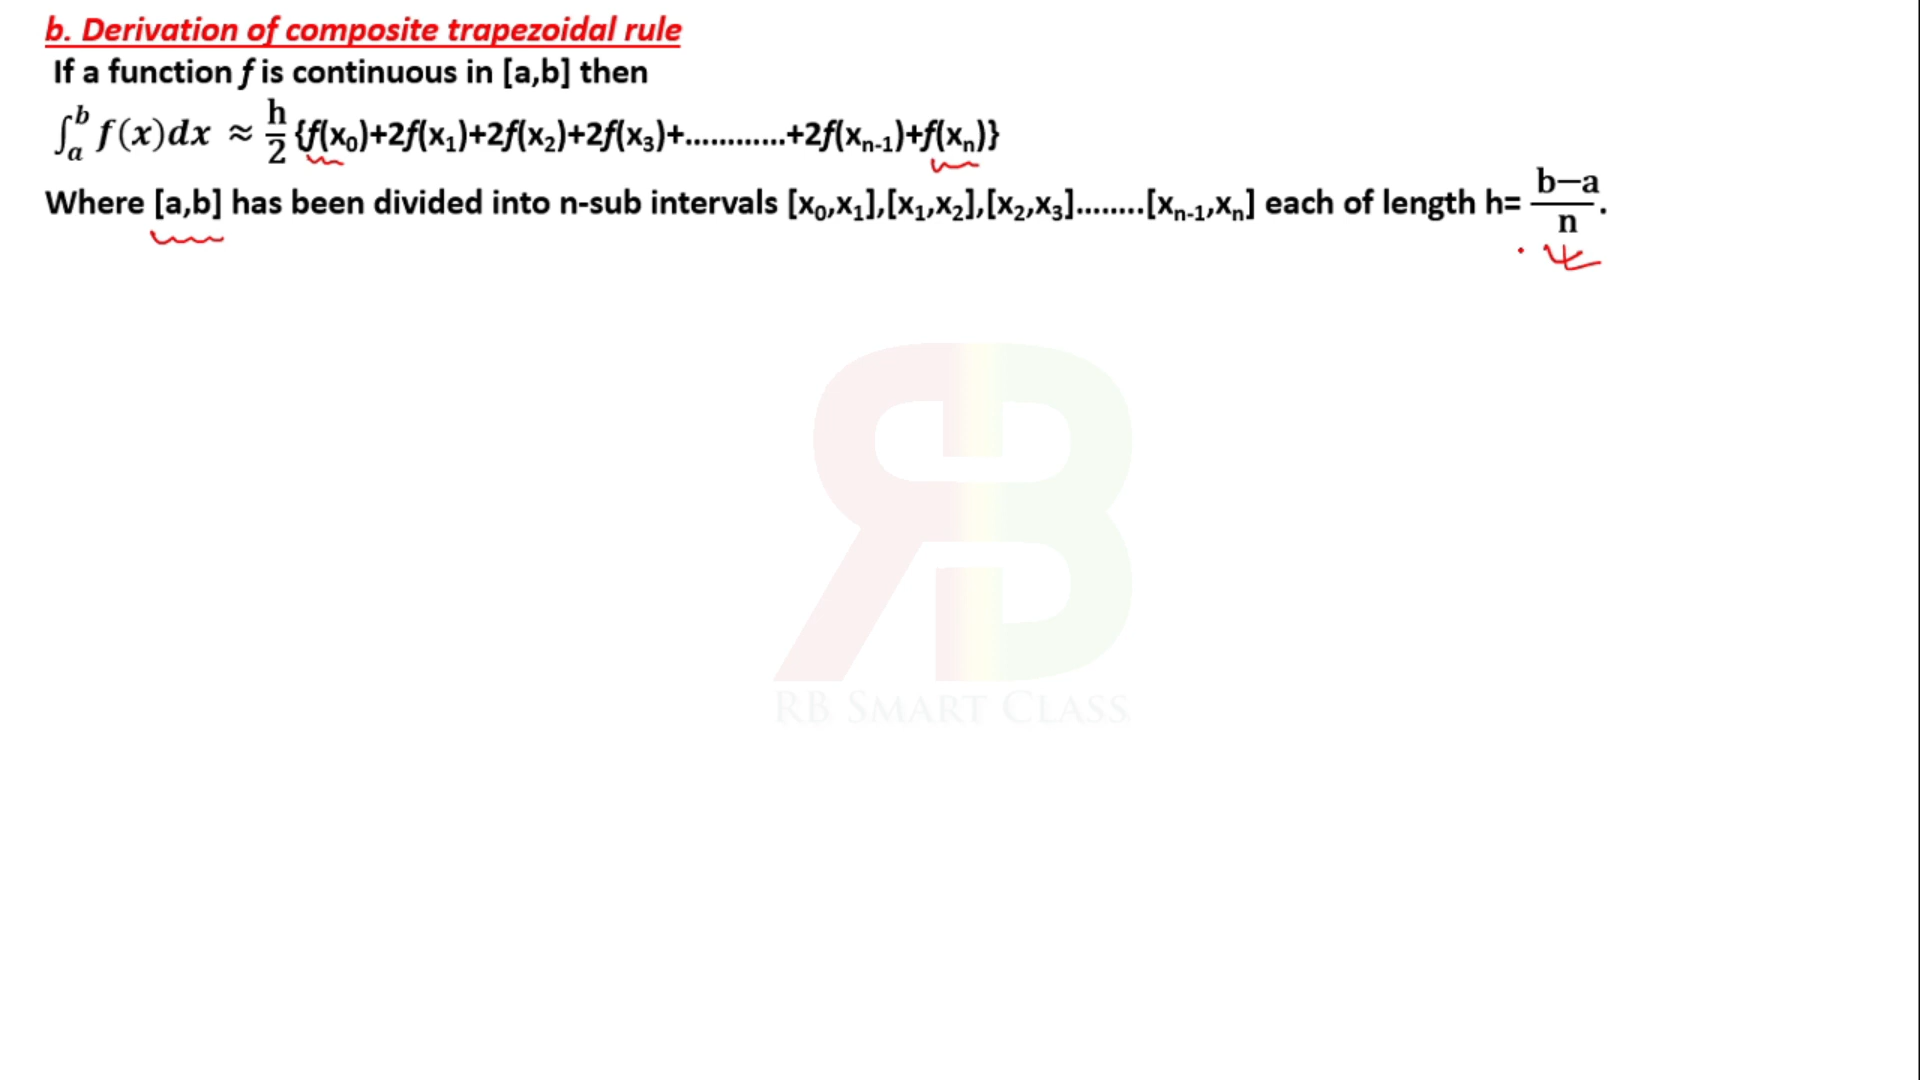 b. Derivation of composite trapezoidal rule
If a function f is continuous in [a,b] then
∫ₐᵇ f(x)dx ≈ h/2 {f(x₀)+2f(x₁)+2f(x₂)+2f(x₃)+............+2f(xₙ₋₁)+f(xₙ)}
Where [a,b] has been divided into n-sub intervals [x₀,x₁],[x₁,x₂],[x₂,x₃]........[xₙ₋₁,xₙ] each of length h= b−a/n.
RB SMART CLASS